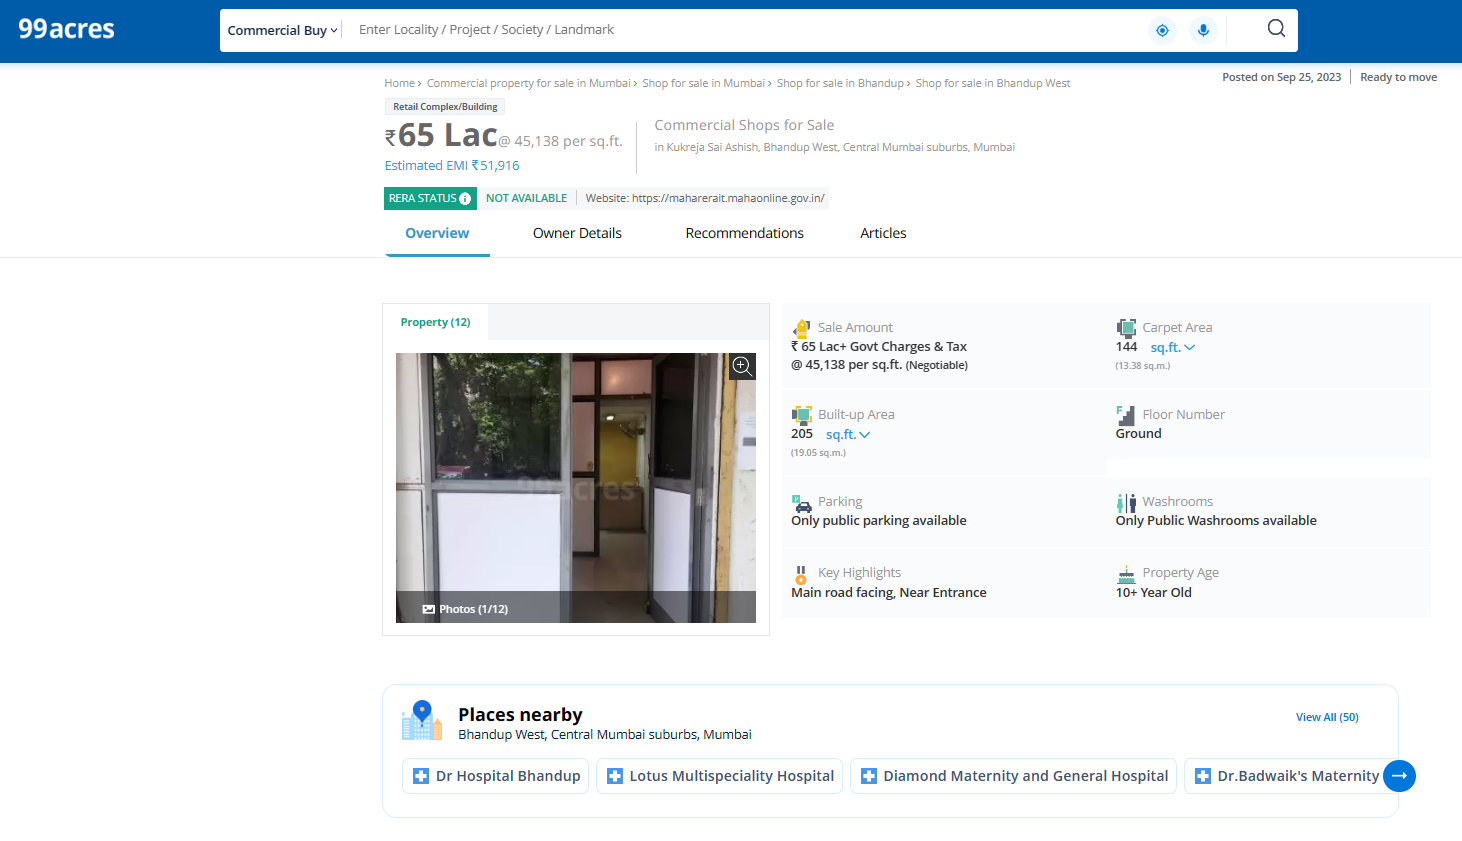 99acres
Commercial Buy
Enter Locality / Project / Society / Landmark
Home › Commercial property for sale in Mumbai › Shop for sale in Mumbai › Shop for sale in Bhandup › Shop for sale in Bhandup West
Posted on Sep 25, 2023 | Ready to move
Retail Complex/Building
₹65 Lac @ 45,138 per sq.ft.
Estimated EMI ₹51,916
Commercial Shops for Sale
in Kukreja Sai Ashish, Bhandup West, Central Mumbai suburbs, Mumbai
RERA STATUS NOT AVAILABLE | Website: https://maharerait.mahaonline.gov.in/
Overview Owner Details Recommendations Articles
Property (12)
99acres
Photos (1/12)
Sale Amount
₹ 65 Lac+ Govt Charges & Tax
@ 45,138 per sq.ft. (Negotiable)
Carpet Area
144 sq.ft.
(13.38 sq.m.)
Built-up Area
205 sq.ft.
(19.05 sq.m.)
F
Floor Number
Ground
P
Parking
Only public parking available
Washrooms
Only Public Washrooms available
Key Highlights
Main road facing, Near Entrance
Property Age
10+ Year Old
Places nearby
Bhandup West, Central Mumbai suburbs, Mumbai
View All (50)
Dr Hospital Bhandup
Lotus Multispeciality Hospital
Diamond Maternity and General Hospital
Dr.Badwaik's Maternity